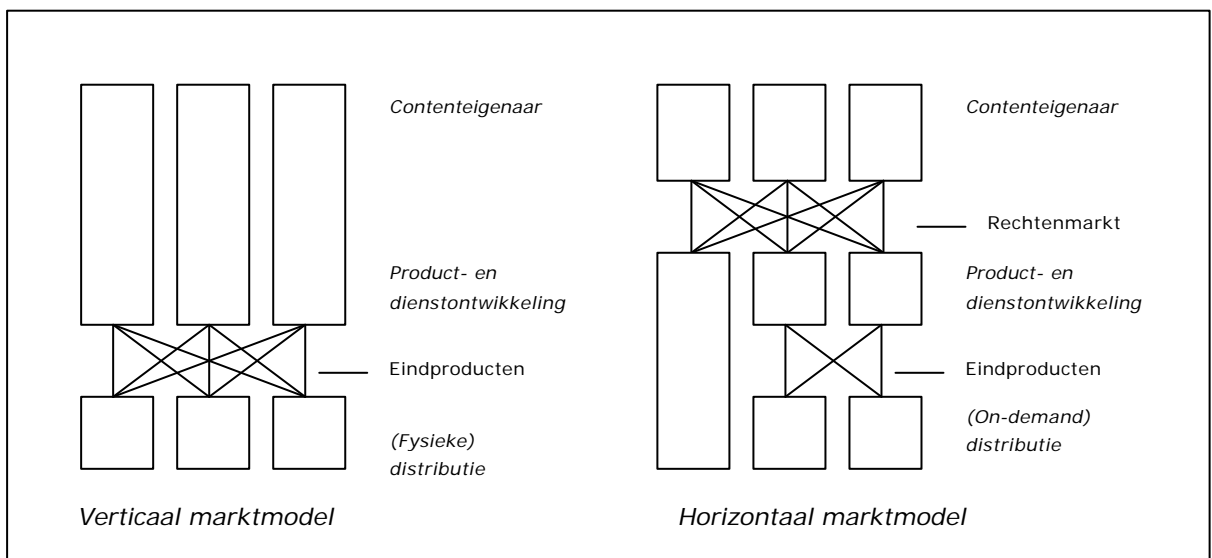 Contenteigenaar
Product- en
dienstontwikkeling
Eindproducten
(Fysieke)
distributie
Verticaal marktmodel
Contenteigenaar
Rechtenmarkt
Product- en
dienstontwikkeling
Eindproducten
(On-demand)
distributie
Horizontaal marktmodel